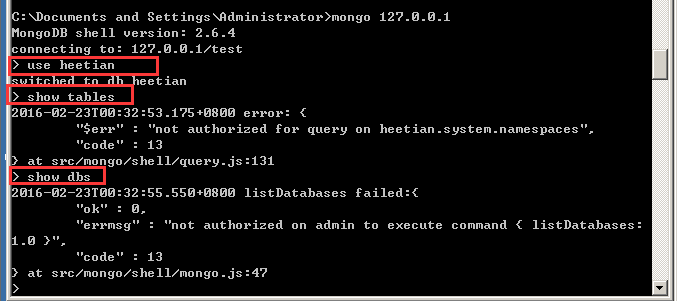 C:\Documents and Settings\Administrator>mongo 127.0.0.1
MongoDB shell version: 2.6.4
connecting to: 127.0.0.1/test
> use heetian
switched to db heetian
> show tables
2016-02-23T00:32:53.175+0800 error: {
"$err" : "not authorized for query on heetian.system.namespaces",
"code" : 13
} at src/mongo/shell/query.js:131
> show dbs
2016-02-23T00:32:55.550+0800 listDatabases failed:{
"ok" : 0,
"errmsg" : "not authorized on admin to execute command { listDatabases:
1.0 }",
"code" : 13
} at src/mongo/shell/mongo.js:47
>